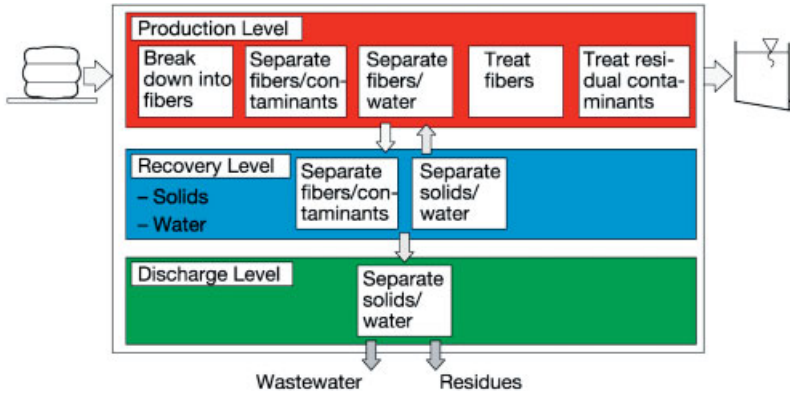 Production Level
Break
down into
fibers
Separate
fibers/con-
taminants
Separate
fibers/
water
Treat
fibers
Treat resi-
dual conta-
minants
Recovery Level
– Solids
– Water
Separate
fibers/con-
taminants
Separate
solids/
water
Discharge Level
Separate
solids/
water
Wastewater
Residues